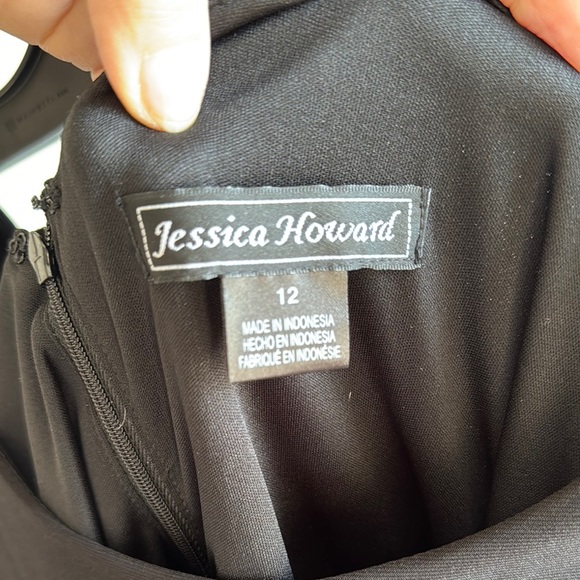 Jessica Howard
12
MADE IN INDONESIA
HECHO EN INDONESIA
FABRIQUÉ EN INDONÉSIE